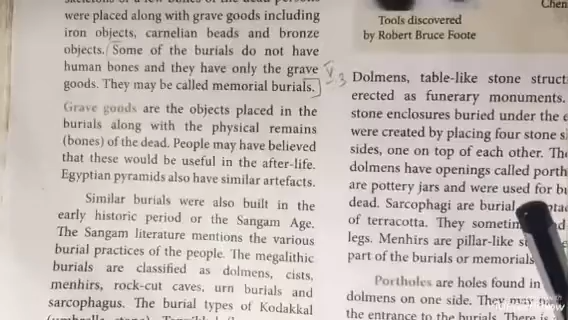 were placed along with grave goods including
iron objects, carnelian beads and bronze
objects. Some of the burials do not have
human bones and they have only the grave
goods. They may be called memorial burials.
Grave goods are the objects placed in the
burials along with the physical remains
(bones) of the dead. People may have believed
that these would be useful in the after-life.
Egyptian pyramids also have similar artefacts.
Similar burials were also built in the
early historic period or the Sangam Age.
The Sangam literature mentions the various
burial practices of the people. The megalithic
burials are classified as dolmens, cists,
menhirs, rock-cut caves, urn burials and
sarcophagus. The burial types of Kodakkal
Tools discovered
by Robert Bruce Foote
Chen
Dolmens, table-like stone struct
erected as funerary monuments.
stone enclosures buried under the e
were created by placing four stone s
sides, one on top of each other. The
dolmens have openings called porth
are pottery jars and were used for bu
dead. Sarcophagi are burial
of terracotta. They
legs. Menhirs are pillar-like
part of the burials or memorials
Portholes are holes found in
dolmens on one side. They may
the entrance to the burials. There is